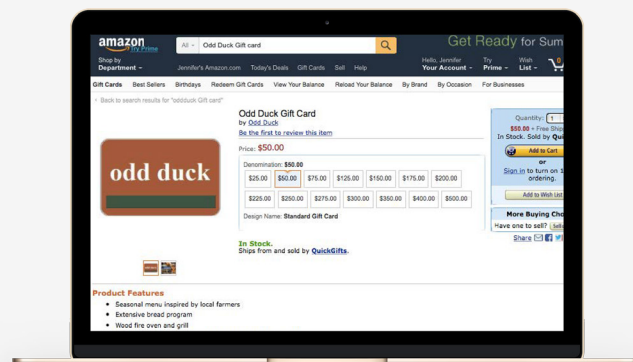 amazon
Try Prime
All
Odd Duck Gift card
Get Ready for Sum
Shop by
Department
Jennifer's Amazon.com Today's Deals Gift Cards Sell Help
Hello, Jennifer
Your Account
Try
Prime
Wish
List
0
Gift Cards Best Sellers Birthdays Redeem Gift Cards View Your Balance Reload Your Balance By Brand By Occasion For Businesses
‹ Back to search results for "oddduck Gift card"
odd duck
Odd Duck Gift Card
by Odd Duck
Be the first to review this item
Price: $50.00
Denomination: $50.00
$25.00 $50.00 $75.00 $125.00 $150.00 $175.00 $200.00
$225.00 $250.00 $275.00 $300.00 $350.00 $400.00 $500.00
Design Name: Standard Gift Card
In Stock.
Ships from and sold by QuickGifts.
Quantity: 1
$50.00 + Free Ship
In Stock. Sold by Qui
Add to Cart
or
Sign in to turn on 1
ordering.
Add to Wish List
More Buying Cho
Have one to sell? Sell
Share
Product Features
• Seasonal menu inspired by local farmers
• Extensive bread program
• Wood fire oven and grill